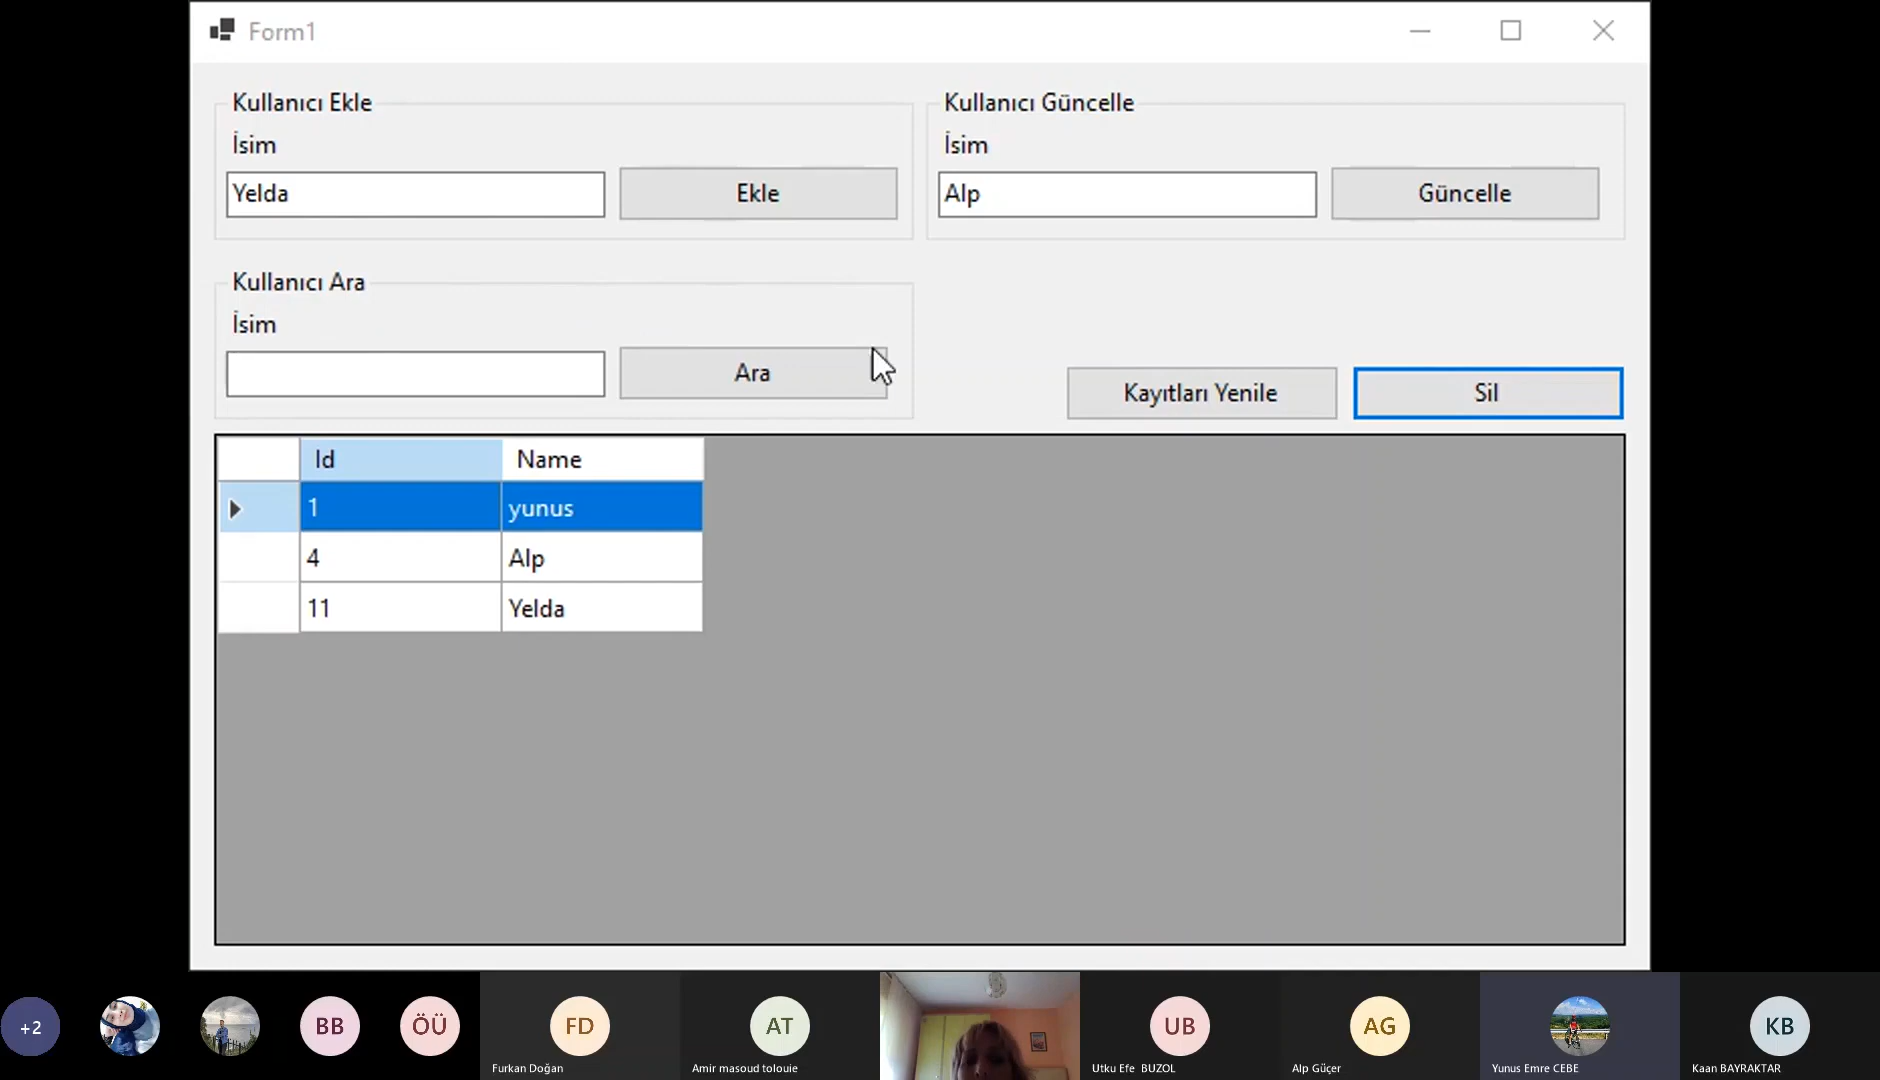 Form1
Kullanıcı Ekle
İsim
Yelda
Ekle
Kullanıcı Güncelle
İsim
Alp
Güncelle
Kullanıcı Ara
İsim
Ara
Kayıtları Yenile
Sil
Id Name
1 yunus
4 Alp
11 Yelda
+2
BB
ÖÜ
FD
Furkan Doğan
AT
Amir masoud tolouie
UB
Utku Efe BUZOL
AG
Alp Güçer
Yunus Emre CEBE
KB
Kaan BAYRAKTAR